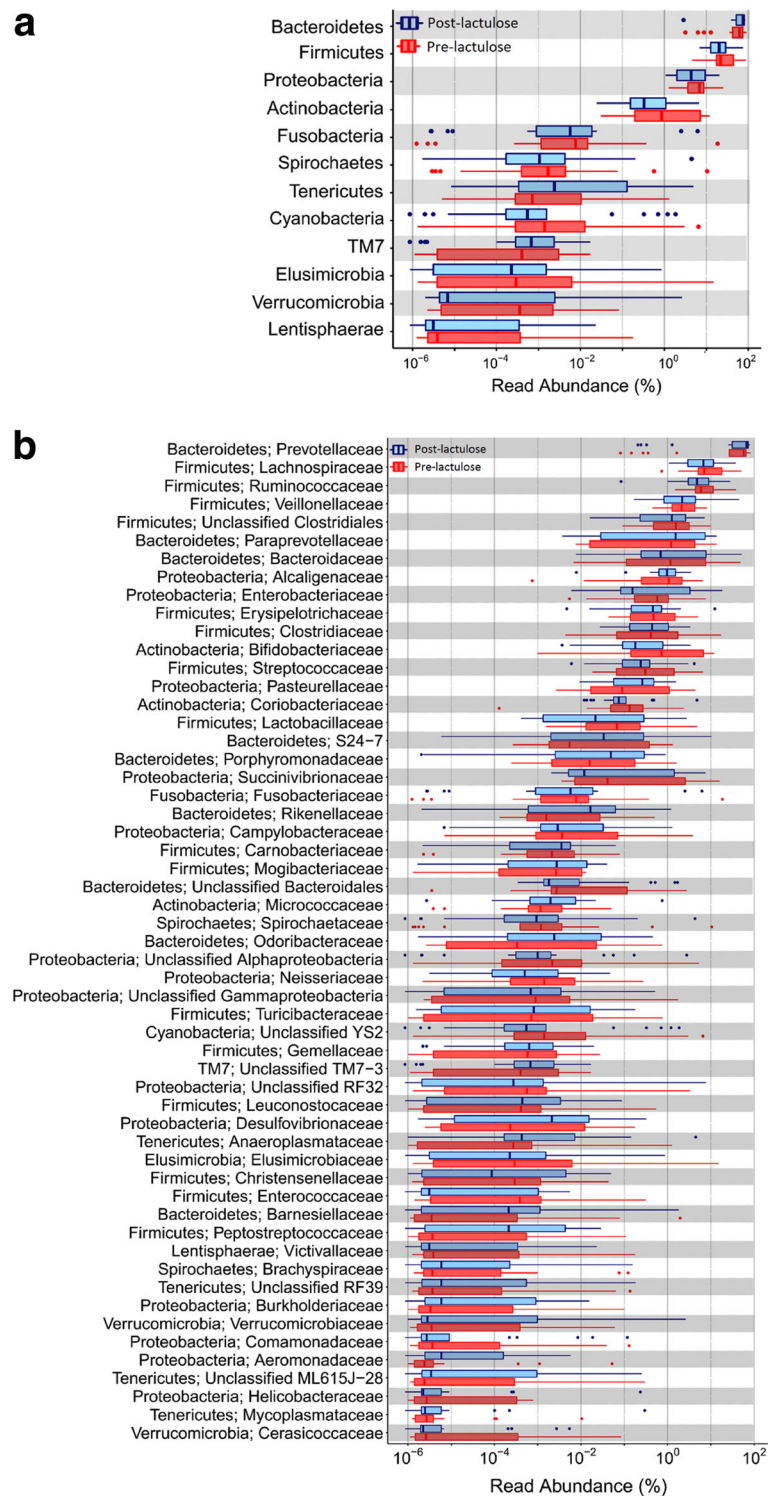 a
Post-lactulose
Pre-lactulose
Bacteroidetes
Firmicutes
Proteobacteria
Actinobacteria
Fusobacteria
Spirochaetes
Tenericutes
Cyanobacteria
TM7
Elusimicrobia
Verrucomicrobia
Lentisphaerae
10−6 10−4 10−2 100 102
Read Abundance (%)
b
Post-lactulose
Pre-lactulose
Bacteroidetes; Prevotellaceae
Firmicutes; Lachnospiraceae
Firmicutes; Ruminococcaceae
Firmicutes; Veillonellaceae
Firmicutes; Unclassified Clostridiales
Bacteroidetes; Paraprevotellaceae
Bacteroidetes; Bacteroidaceae
Proteobacteria; Alcaligenaceae
Proteobacteria; Enterobacteriaceae
Firmicutes; Erysipelotrichaceae
Firmicutes; Clostridiaceae
Actinobacteria; Bifidobacteriaceae
Firmicutes; Streptococcaceae
Proteobacteria; Pasteurellaceae
Actinobacteria; Coriobacteriaceae
Firmicutes; Lactobacillaceae
Bacteroidetes; S24−7
Bacteroidetes; Porphyromonadaceae
Proteobacteria; Succinivibrionaceae
Fusobacteria; Fusobacteriaceae
Bacteroidetes; Rikenellaceae
Proteobacteria; Campylobacteraceae
Firmicutes; Carnobacteriaceae
Firmicutes; Mogibacteriaceae
Bacteroidetes; Unclassified Bacteroidales
Actinobacteria; Micrococcaceae
Spirochaetes; Spirochaetaceae
Bacteroidetes; Odoribacteraceae
Proteobacteria; Unclassified Alphaproteobacteria
Proteobacteria; Neisseriaceae
Proteobacteria; Unclassified Gammaproteobacteria
Firmicutes; Turicibacteraceae
Cyanobacteria; Unclassified YS2
Firmicutes; Gemellaceae
TM7; Unclassified TM7−3
Proteobacteria; Unclassified RF32
Firmicutes; Leuconostocaceae
Proteobacteria; Desulfovibrionaceae
Tenericutes; Anaeroplasmataceae
Elusimicrobia; Elusimicrobiaceae
Firmicutes; Christensenellaceae
Firmicutes; Enterococcaceae
Bacteroidetes; Barnesiellaceae
Firmicutes; Peptostreptococcaceae
Lentisphaerae; Victivallaceae
Spirochaetes; Brachyspiraceae
Tenericutes; Unclassified RF39
Proteobacteria; Burkholderiaceae
Verrucomicrobia; Verrucomicrobiaceae
Proteobacteria; Comamonadaceae
Proteobacteria; Aeromonadaceae
Tenericutes; Unclassified ML615J−28
Proteobacteria; Helicobacteraceae
Tenericutes; Mycoplasmataceae
Verrucomicrobia; Cerasicoccaceae
10−6 10−4 10−2 100 102
Read Abundance (%)